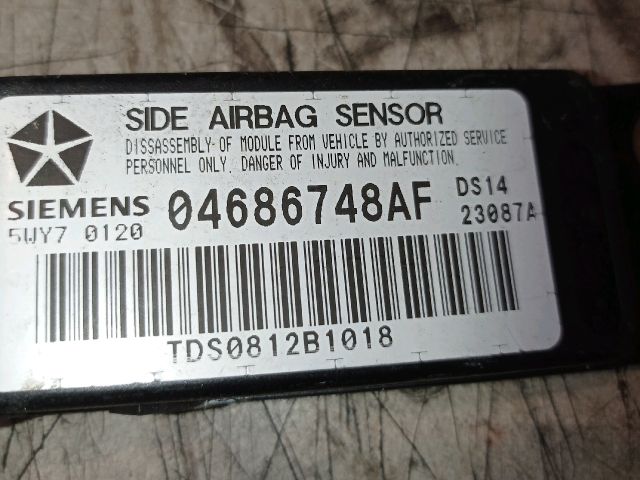 SIDE AIRBAG SENSOR
DISSASSEMBLY OF MODULE FROM VEHICLE BY AUTHORIZED SERVICE
PERSONNEL ONLY. DANGER OF INJURY AND MALFUNCTION.
SIEMENS 04686748AF DS14
5WY7 0120 23087A
TDS0812B1018